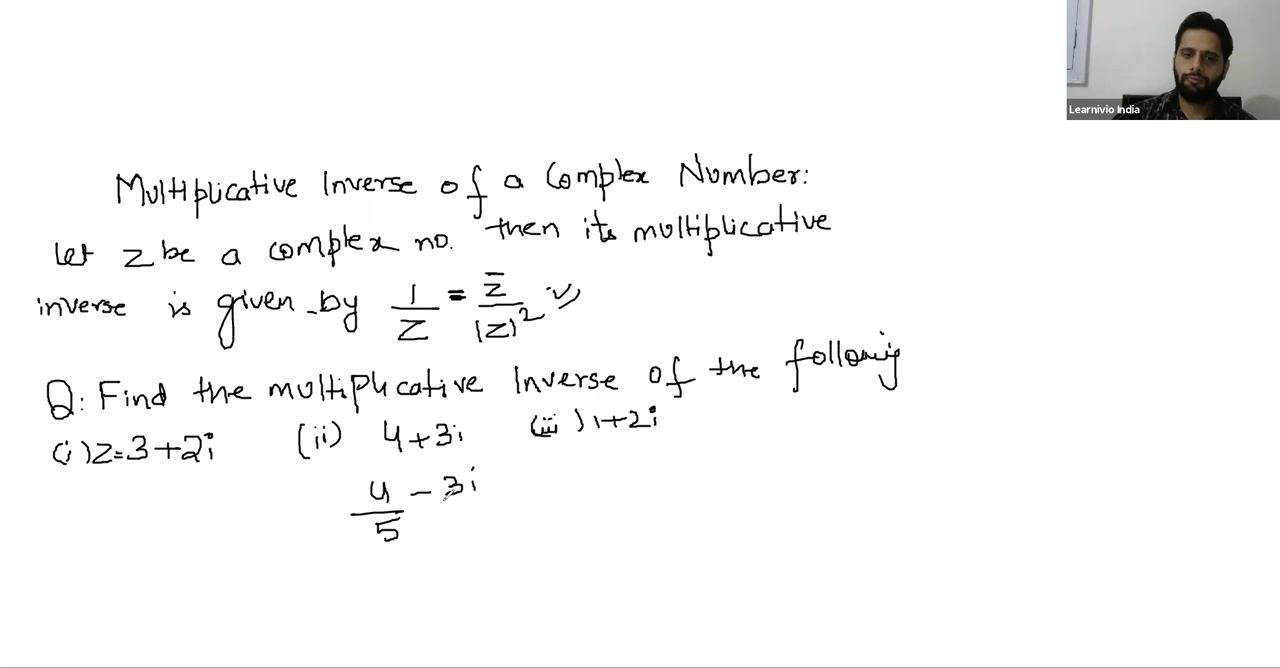 Learnivio India
Multiplicative Inverse of a Complex Number:
let z be a complex no. then its multiplicative
inverse is given by 1/z = z̄/|z|²
Q: Find the multiplicative Inverse of the following
(i) z=3+2i (ii) 4+3i (iii) 1+2i
4/5 - 3i